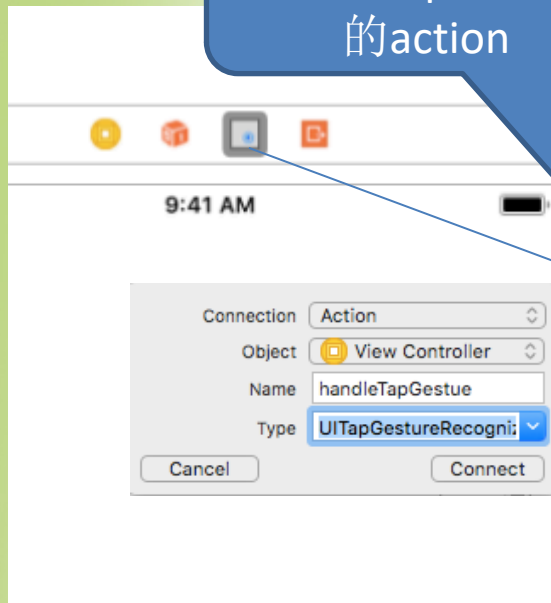 的action
9:41 AM
Connection Action
Object View Controller
Name handleTapGestue
Type UITapGestureRecogni
Cancel Connect